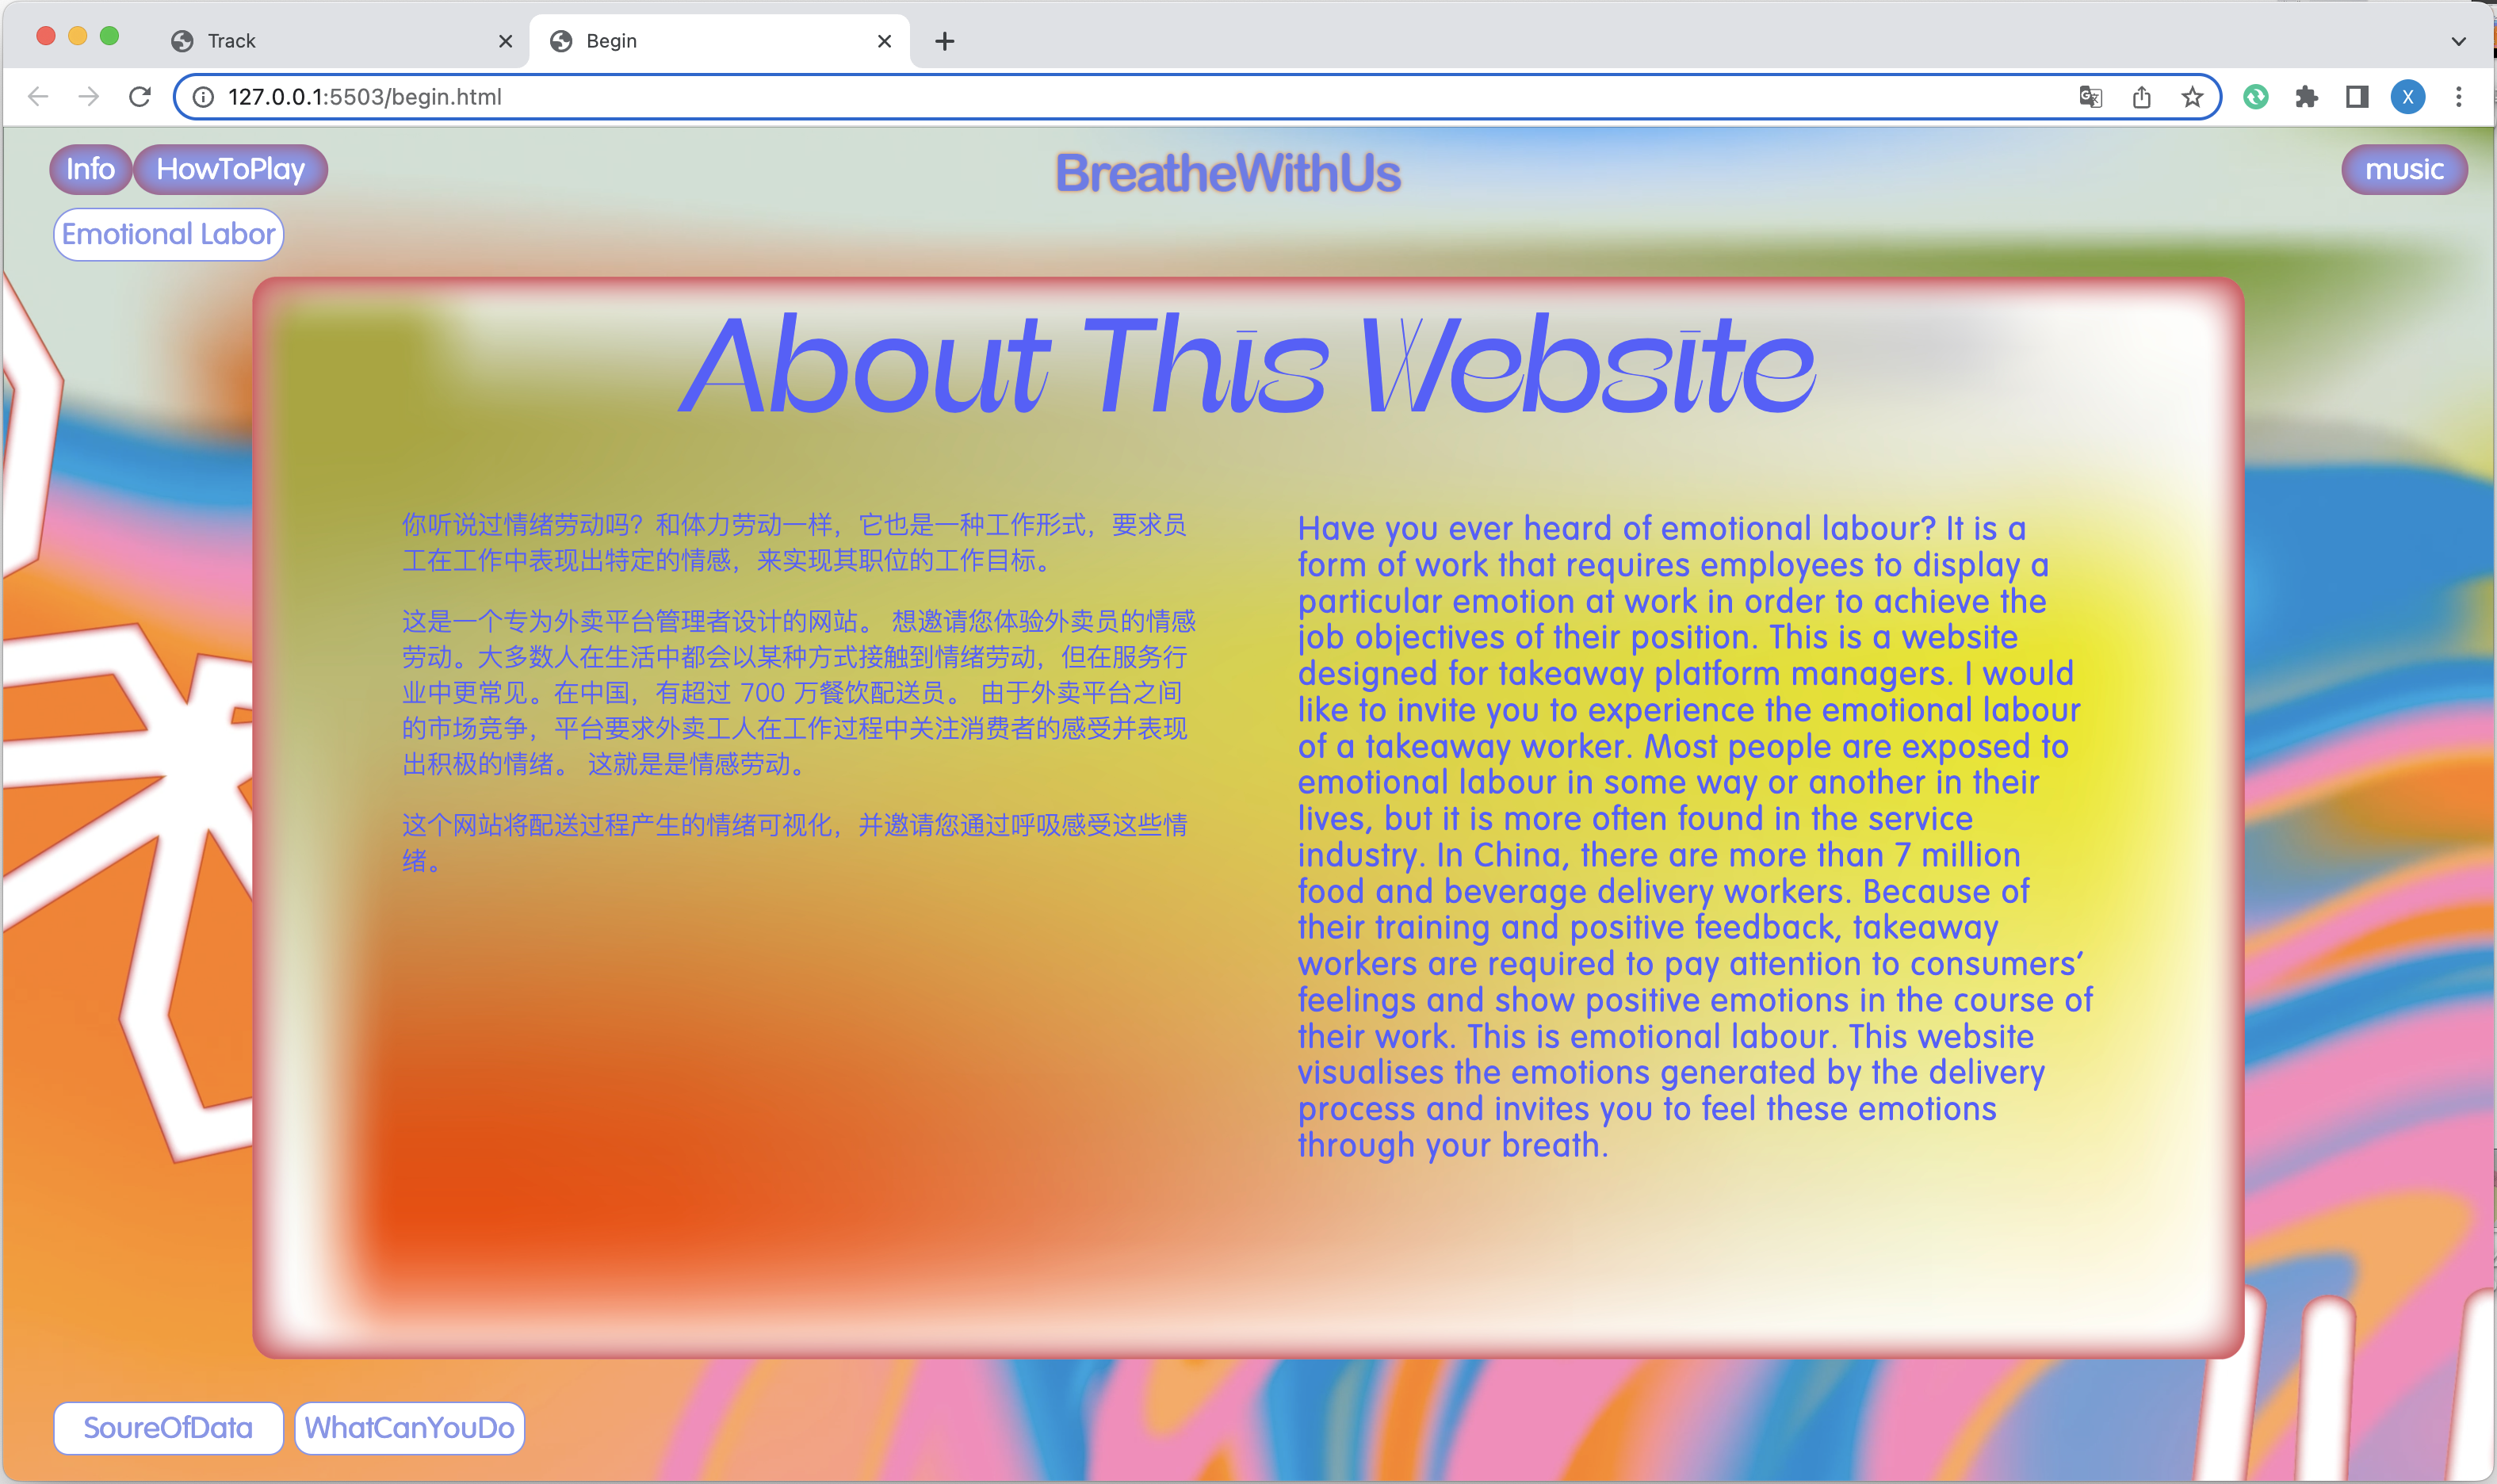 Track
Begin
127.0.0.1:5503/begin.html
X
Info
HowToPlay
BreatheWithUs
music
Emotional Labor
About This Website
你听说过情绪劳动吗？和体力劳动一样，它也是一种工作形式，要求员
工在工作中表现出特定的情感，来实现其职位的工作目标。
这是一个专为外卖平台管理者设计的网站。 想邀请您体验外卖员的情感
劳动。大多数人在生活中都会以某种方式接触到情绪劳动，但在服务行
业中更常见。在中国，有超过 700 万餐饮配送员。 由于外卖平台之间
的市场竞争，平台要求外卖工人在工作过程中关注消费者的感受并表现
出积极的情绪。 这就是是情感劳动。
这个网站将配送过程产生的情绪可视化，并邀请您通过呼吸感受这些情
绪。
Have you ever heard of emotional labour? It is a
form of work that requires employees to display a
particular emotion at work in order to achieve the
job objectives of their position. This is a website
designed for takeaway platform managers. I would
like to invite you to experience the emotional labour
of a takeaway worker. Most people are exposed to
emotional labour in some way or another in their
lives, but it is more often found in the service
industry. In China, there are more than 7 million
food and beverage delivery workers. Because of
their training and positive feedback, takeaway
workers are required to pay attention to consumers’
feelings and show positive emotions in the course of
their work. This is emotional labour. This website
visualises the emotions generated by the delivery
process and invites you to feel these emotions
through your breath.
SoureOfData
WhatCanYouDo